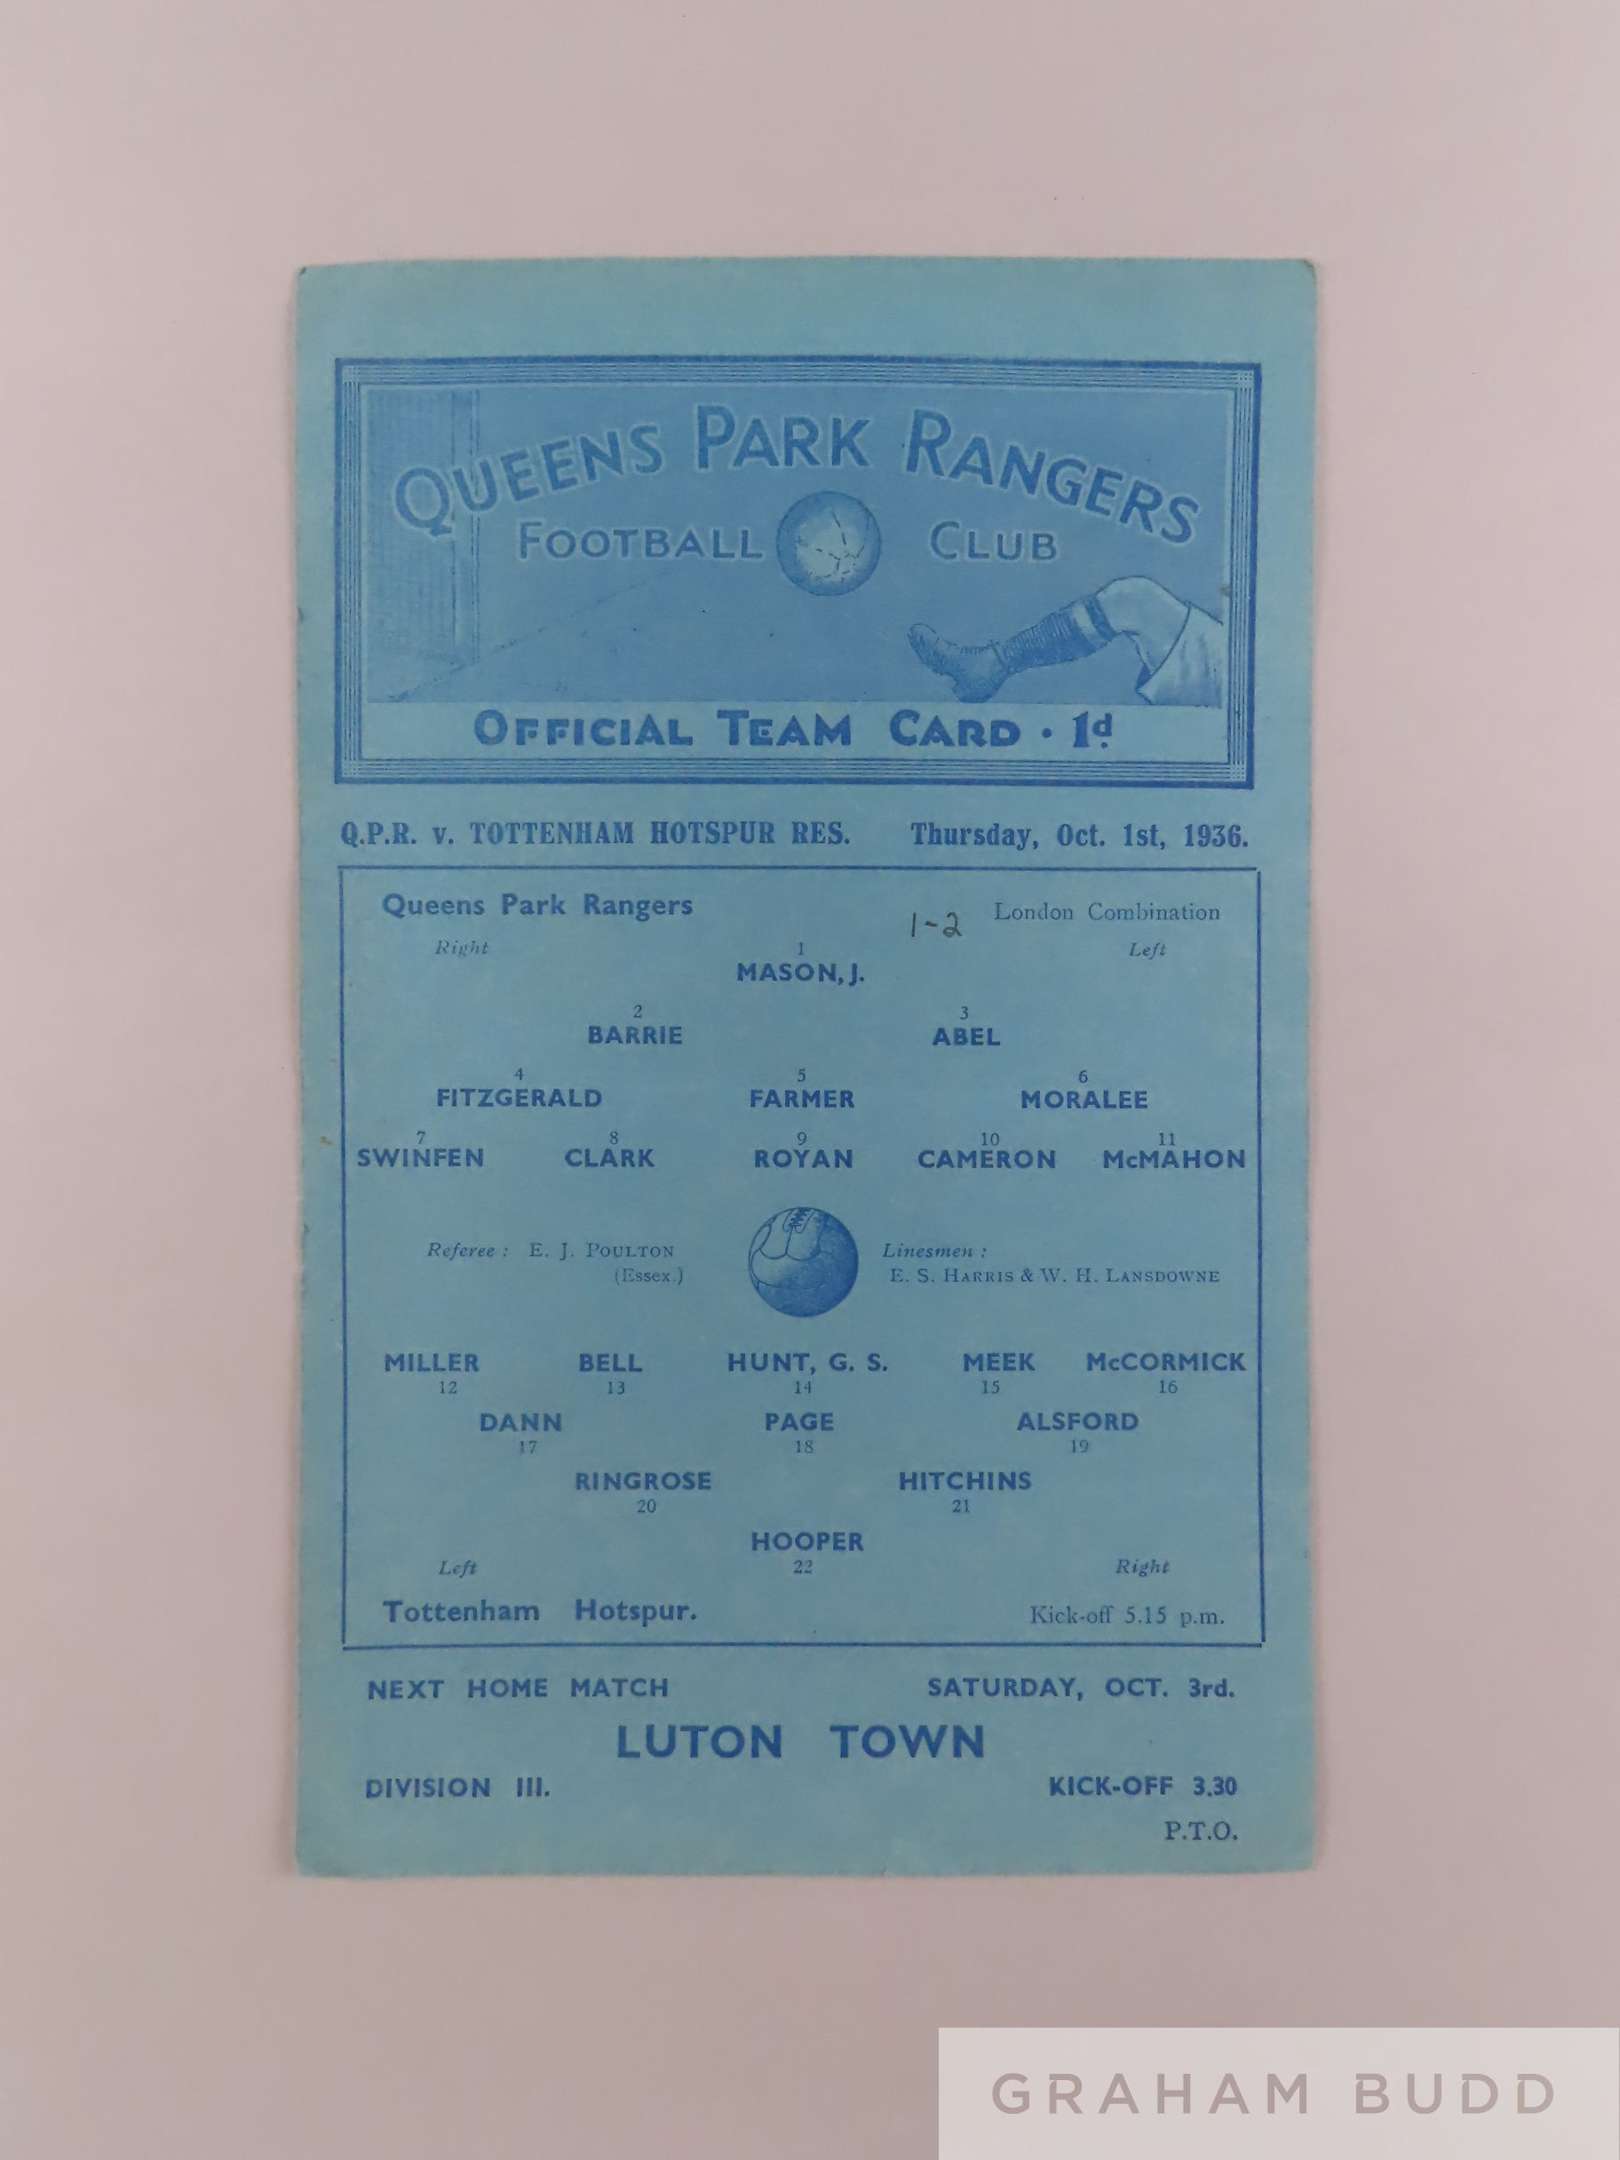 QUEENS PARK RANGERS
FOOTBALL CLUB
OFFICIAL TEAM CARD · 1d.
Q.P.R. v. TOTTENHAM HOTSPUR RES. Thursday, Oct. 1st, 1936.
Queens Park Rangers 1-2 London Combination
Right 1 Left
MASON, J.
2 3
BARRIE ABEL
4 5 6
FITZGERALD FARMER MORALEE
7 8 9 10 11
SWINFEN CLARK ROYAN CAMERON McMAHON
Referee : E. J. POULTON Linesmen :
(Essex.) E. S. HARRIS & W. H. LANSDOWNE
MILLER BELL HUNT, G. S. MEEK McCORMICK
12 13 14 15 16
DANN PAGE ALSFORD
17 18 19
RINGROSE HITCHINS
20 21
HOOPER
Left 22 Right
Tottenham Hotspur. Kick-off 5.15 p.m.
NEXT HOME MATCH SATURDAY, OCT. 3rd.
LUTON TOWN
DIVISION III. KICK-OFF 3.30
P.T.O.
GRAHAM BUDD